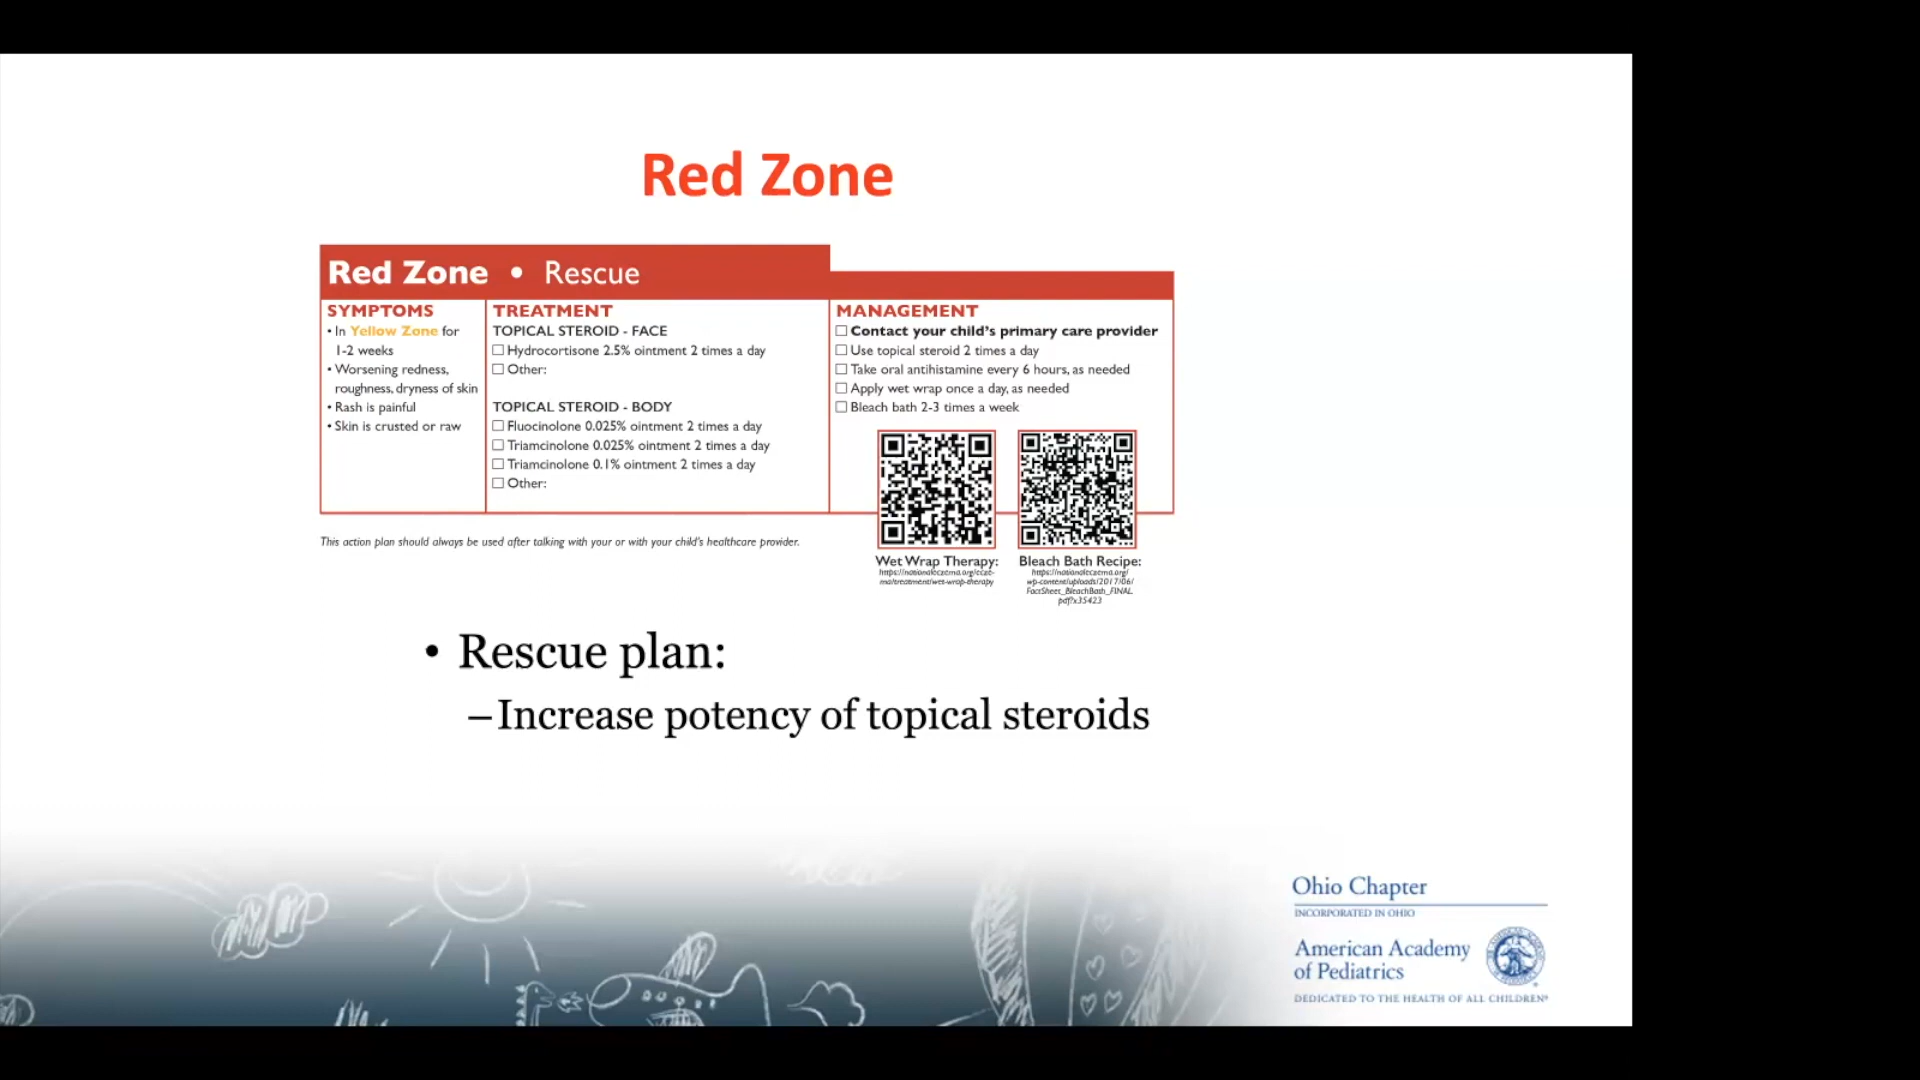 Red Zone
Red Zone • Rescue
SYMPTOMS
• In Yellow Zone for
1-2 weeks
• Worsening redness,
roughness, dryness of skin
• Rash is painful
• Skin is crusted or raw
TREATMENT
TOPICAL STEROID - FACE
☐ Hydrocortisone 2.5% ointment 2 times a day
☐ Other:
TOPICAL STEROID - BODY
☐ Fluocinolone 0.025% ointment 2 times a day
☐ Triamcinolone 0.025% ointment 2 times a day
☐ Triamcinolone 0.1% ointment 2 times a day
☐ Other:
MANAGEMENT
☐ Contact your child's primary care provider
☐ Use topical steroid 2 times a day
☐ Take oral antihistamine every 6 hours, as needed
☐ Apply wet wrap once a day, as needed
☐ Bleach bath 2-3 times a week
This action plan should always be used after talking with your or with your child's healthcare provider.
Wet Wrap Therapy:
https://nationaleczema.org/ecze-
ma/treatment/wet-wrap-therapy
Bleach Bath Recipe:
https://nationaleczema.org/
wp-content/uploads/2017/06/
FactSheet_BleachBath_FINAL.
pdf?x35423
• Rescue plan:
–Increase potency of topical steroids
Ohio Chapter
INCORPORATED IN OHIO
American Academy
of Pediatrics
DEDICATED TO THE HEALTH OF ALL CHILDREN®